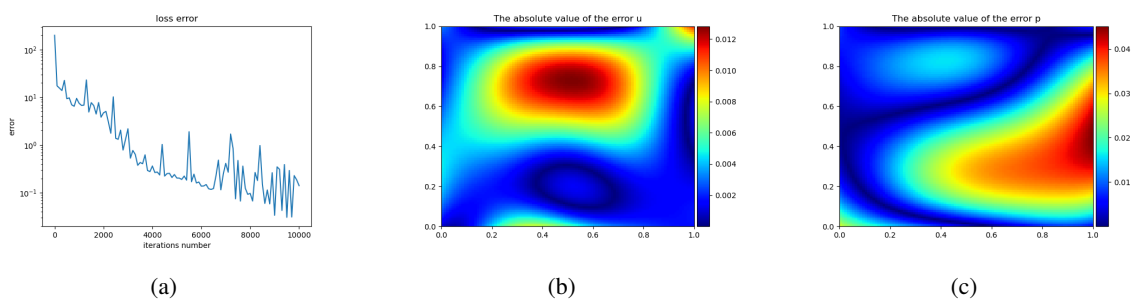 loss error
10²
10¹
10⁰
10⁻¹
error
0 2000 4000 6000 8000 10000
iterations number
(a)
The absolute value of the error u
1.0
0.8
0.6
0.4
0.2
0.0
0.0 0.2 0.4 0.6 0.8 1.0
0.012
0.010
0.008
0.006
0.004
0.002
(b)
The absolute value of the error p
1.0
0.8
0.6
0.4
0.2
0.0
0.0 0.2 0.4 0.6 0.8 1.0
0.04
0.03
0.02
0.01
(c)